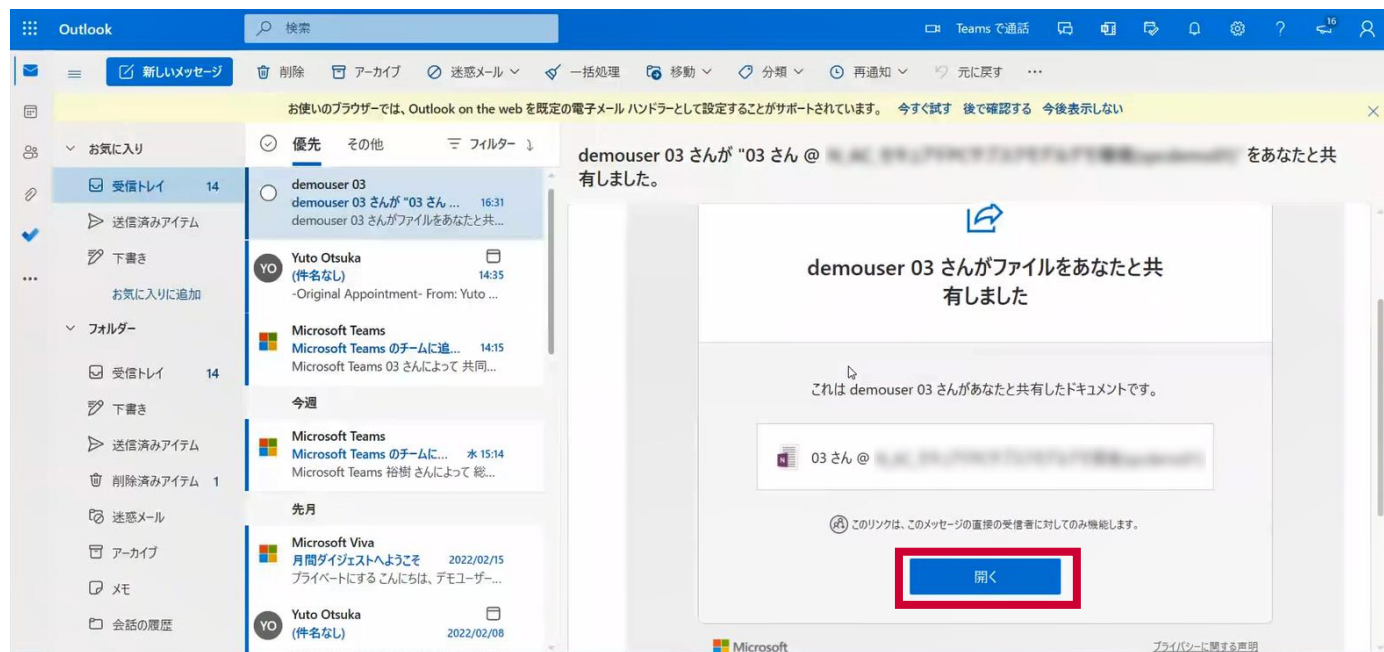 Outlook
検索
Teams で通話
16
新しいメッセージ
削除
アーカイブ
迷惑メール
一括処理
移動
分類
再通知
元に戻す
お使いのブラウザーでは、Outlook on the web を既定の電子メール ハンドラーとして設定することがサポートされています。 今すぐ試す 後で確認する 今後表示しない
お気に入り
受信トレイ 14
送信済みアイテム
下書き
お気に入りに追加
フォルダー
受信トレイ 14
下書き
送信済みアイテム
削除済みアイテム 1
迷惑メール
アーカイブ
メモ
会話の履歴
優先 その他 フィルター
demouser 03
demouser 03 さんが "03 さん ... 16:31
demouser 03 さんがファイルをあなたと共...
YO
Yuto Otsuka
(件名なし) 14:35
-Original Appointment- From: Yuto ...
Microsoft Teams
Microsoft Teams のチームに追... 14:15
Microsoft Teams 03 さんによって 共同...
今週
Microsoft Teams
Microsoft Teams のチームに... 水 15:14
Microsoft Teams 裕樹 さんによって 総...
先月
Microsoft Viva
月間ダイジェストへようこそ 2022/02/15
プライベートにする こんにちは、デモユーザー...
YO
Yuto Otsuka
(件名なし) 2022/02/08
demouser 03 さんが "03 さん @ をあなたと共
有しました。
demouser 03 さんがファイルをあなたと共
有しました
これは demouser 03 さんがあなたと共有したドキュメントです。
N
03 さん @
このリンクは、このメッセージの直接の受信者に対してのみ機能します。
開く
Microsoft
プライバシーに関する声明